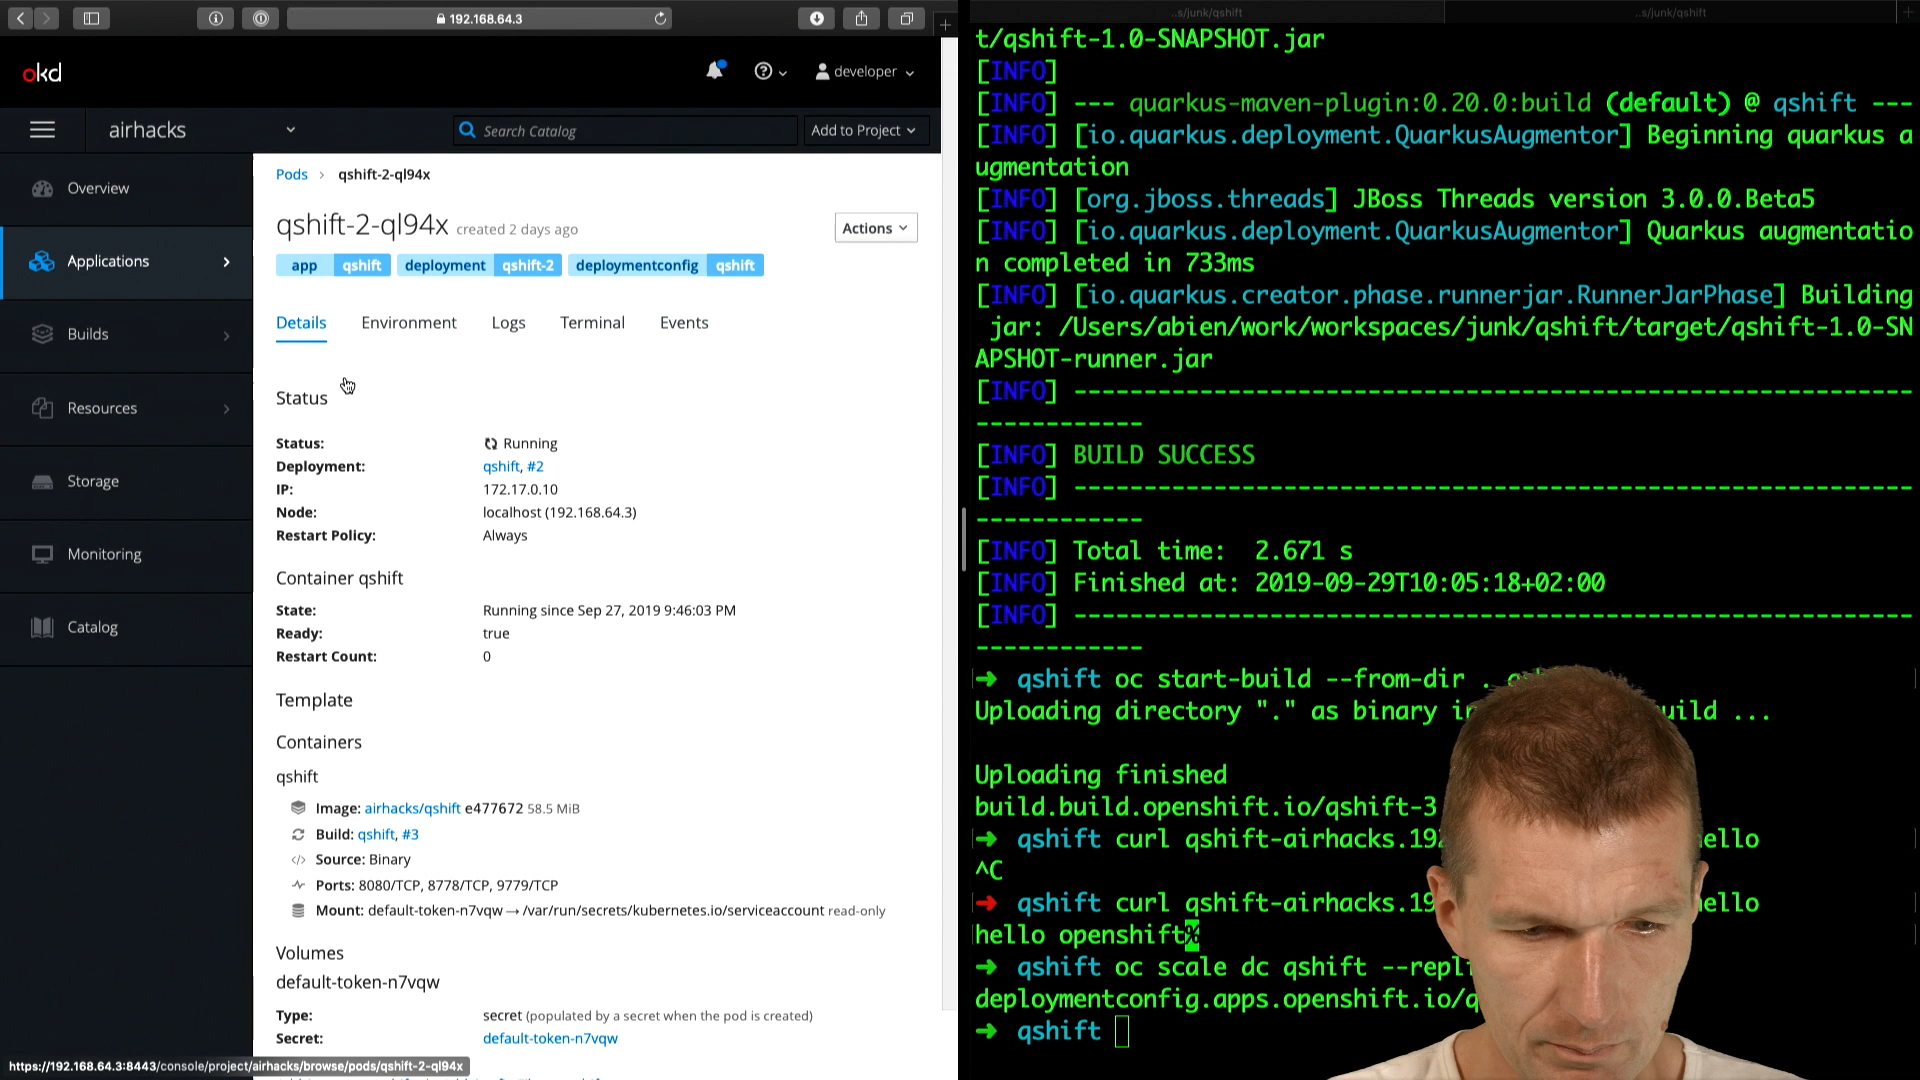 192.168.64.3
okd
developer
airhacks
Search Catalog
Add to Project
Overview
Applications
Builds
Resources
Storage
Monitoring
Catalog
Pods > qshift-2-ql94x
qshift-2-ql94x created 2 days ago
Actions
app qshift deployment qshift-2 deploymentconfig qshift
Details Environment Logs Terminal Events
Status
Status: Running
Deployment: qshift, #2
IP: 172.17.0.10
Node: localhost (192.168.64.3)
Restart Policy: Always
Container qshift
State: Running since Sep 27, 2019 9:46:03 PM
Ready: true
Restart Count: 0
Template
Containers
qshift
Image: airhacks/qshift e477672 58.5 MiB
Build: qshift, #3
</> Source: Binary
Ports: 8080/TCP, 8778/TCP, 9779/TCP
Mount: default-token-n7vqw → /var/run/secrets/kubernetes.io/serviceaccount read-only
Volumes
default-token-n7vqw
Type: secret (populated by a secret when the pod is created)
Secret: default-token-n7vqw
https://192.168.64.3:8443/console/project/airhacks/browse/pods/qshift-2-ql94x
..s/junk/qshift
..s/junk/qshift
t/qshift-1.0-SNAPSHOT.jar
[INFO]
[INFO] --- quarkus-maven-plugin:0.20.0:build (default) @ qshift ---
[INFO] [io.quarkus.deployment.QuarkusAugmentor] Beginning quarkus a
ugmentation
[INFO] [org.jboss.threads] JBoss Threads version 3.0.0.Beta5
[INFO] [io.quarkus.deployment.QuarkusAugmentor] Quarkus augmentatio
n completed in 733ms
[INFO] [io.quarkus.creator.phase.runnerjar.RunnerJarPhase] Building
jar: /Users/abien/work/workspaces/junk/qshift/target/qshift-1.0-SN
APSHOT-runner.jar
[INFO] ------------------------------------------------------------
------------
[INFO] BUILD SUCCESS
[INFO] ------------------------------------------------------------
------------
[INFO] Total time:  2.671 s
[INFO] Finished at: 2019-09-29T10:05:18+02:00
[INFO] ------------------------------------------------------------
------------
➜ qshift oc start-build --from-dir .
Uploading directory "." as binary ...
Uploading finished
build.build.openshift.io/qshift-3
➜ qshift curl
^C
➜ qshift curl
hello openshift%
➜ qshift oc scale dc qshift
➜ qshift